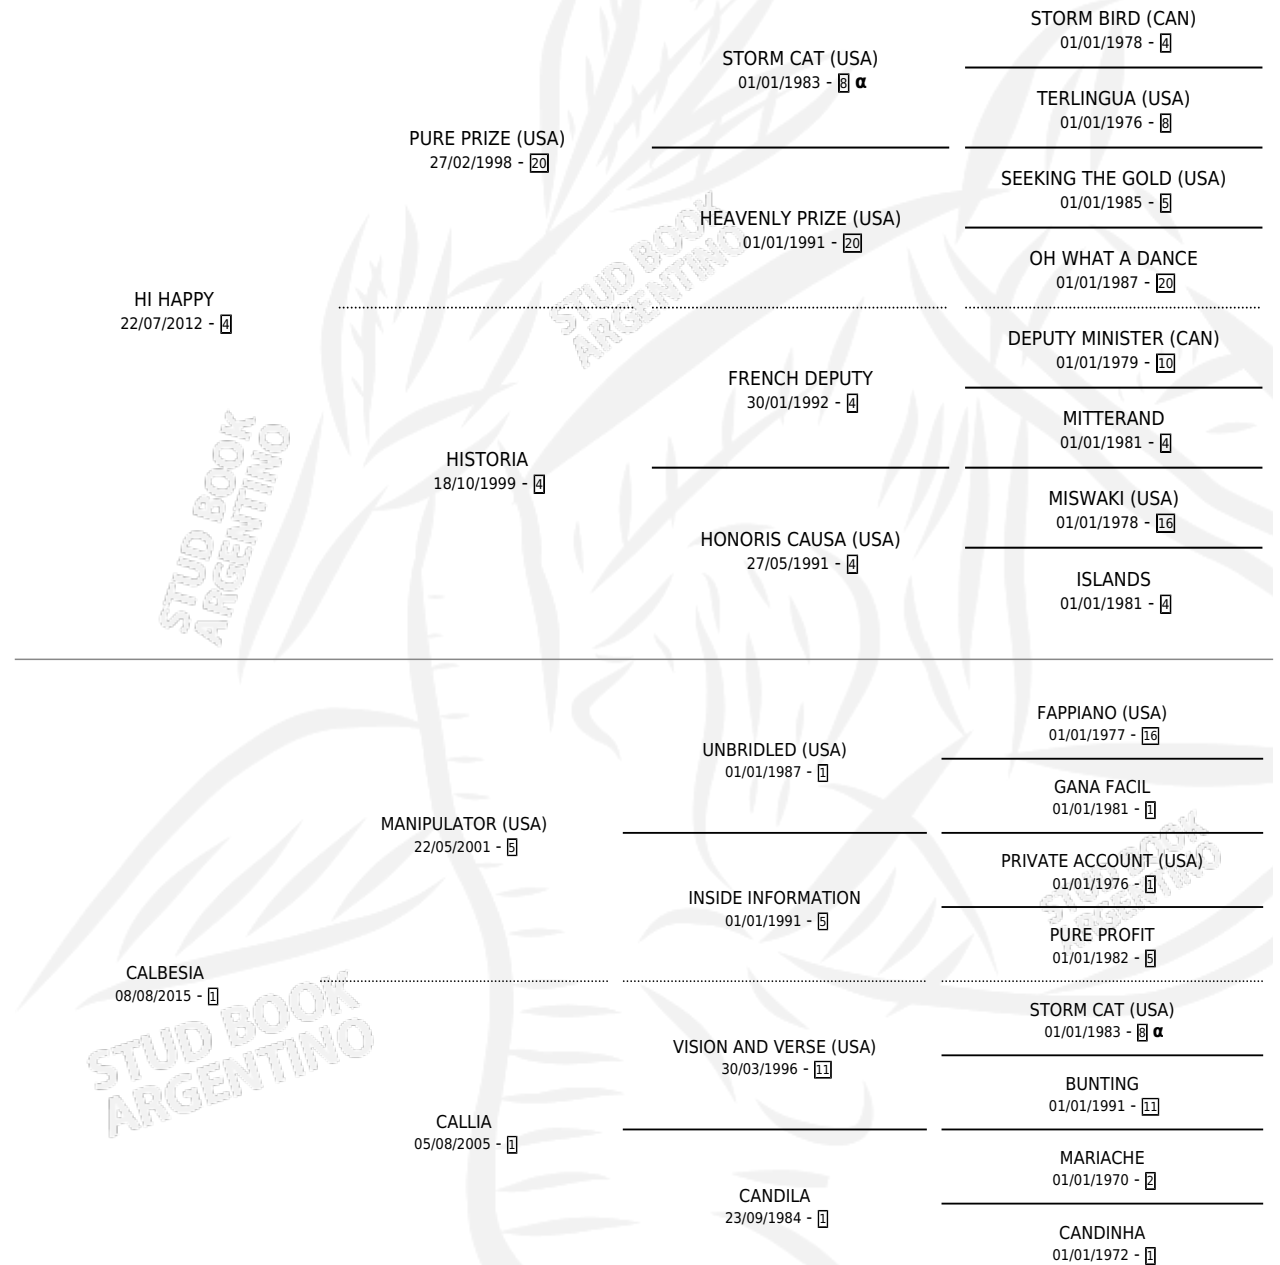 STORM BIRD (CAN)
01/01/1978 - 4
STORM CAT (USA)
01/01/1983 - 8 α
TERLINGUA (USA)
01/01/1976 - 8
PURE PRIZE (USA)
27/02/1998 - 20
SEEKING THE GOLD (USA)
01/01/1985 - 5
HEAVENLY PRIZE (USA)
01/01/1991 - 20
OH WHAT A DANCE
01/01/1987 - 20
HI HAPPY
22/07/2012 - 4
DEPUTY MINISTER (CAN)
01/01/1979 - 10
FRENCH DEPUTY
30/01/1992 - 4
MITTERAND
01/01/1981 - 4
HISTORIA
18/10/1999 - 4
MISWAKI (USA)
01/01/1978 - 16
HONORIS CAUSA (USA)
27/05/1991 - 4
ISLANDS
01/01/1981 - 4
STUD BOOK
ARGENTINO
STUD BOOK
ARGENTINO
FAPPIANO (USA)
01/01/1977 - 16
UNBRIDLED (USA)
01/01/1987 - 1
GANA FACIL
01/01/1981 - 1
MANIPULATOR (USA)
22/05/2001 - 5
PRIVATE ACCOUNT (USA)
01/01/1976 - 1
INSIDE INFORMATION
01/01/1991 - 5
PURE PROFIT
01/01/1982 - 5
CALBESIA
08/08/2015 - 1
STORM CAT (USA)
01/01/1983 - 8 α
VISION AND VERSE (USA)
30/03/1996 - 11
BUNTING
01/01/1991 - 11
CALLIA
05/08/2005 - 1
MARIACHE
01/01/1970 - 2
CANDILA
23/09/1984 - 1
CANDINHA
01/01/1972 - 1
STUD BOOK
ARGENTINO
STUD BOOK
ARGENTINO